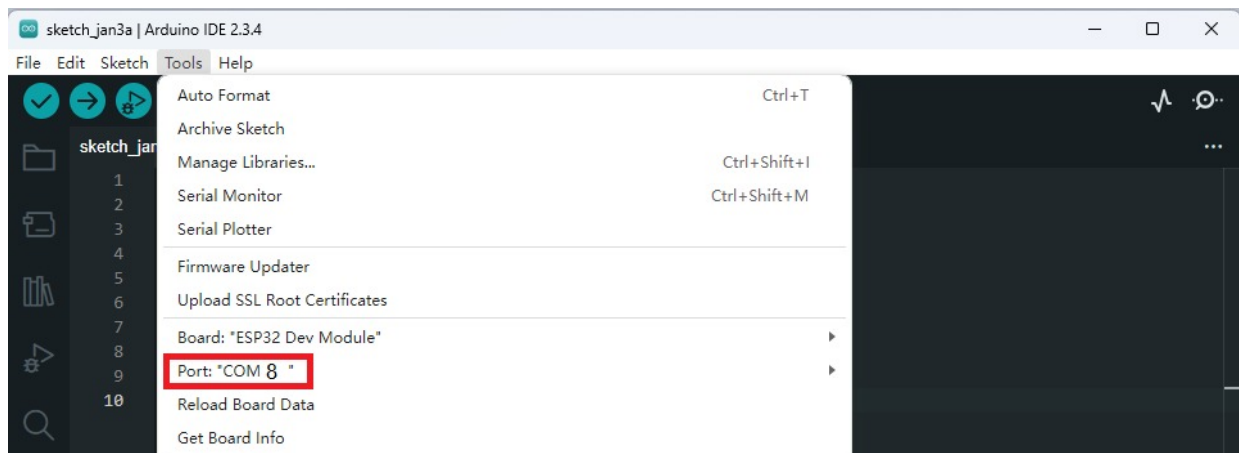 sketch_jan3a | Arduino IDE 2.3.4
File Edit Sketch Tools Help
Auto Format Ctrl+T
Archive Sketch
sketch_jan
Manage Libraries... Ctrl+Shift+I
1
Serial Monitor Ctrl+Shift+M
2
3
Serial Plotter
4
Firmware Updater
5
6
Upload SSL Root Certificates
7
Board: "ESP32 Dev Module"
8
Port: "COM 8 "
9
10
Reload Board Data
Get Board Info